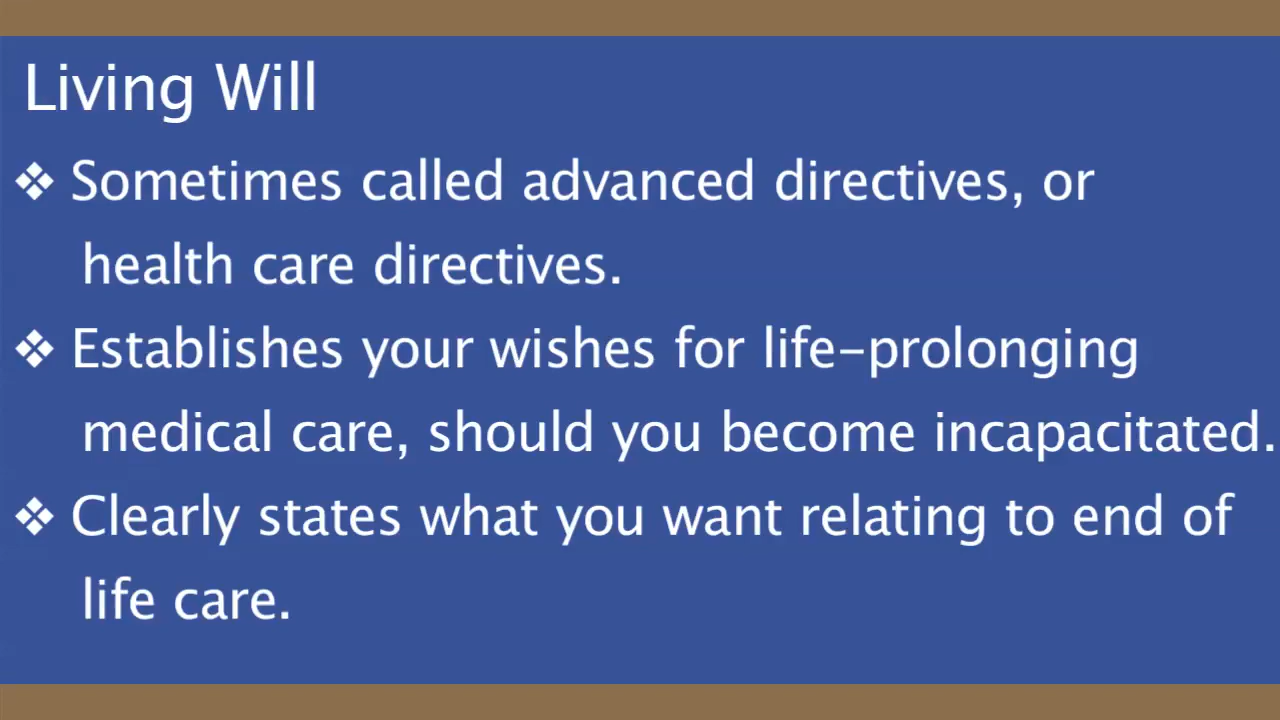 Living Will
❖ Sometimes called advanced directives, or
health care directives.
❖ Establishes your wishes for life-prolonging
medical care, should you become incapacitated.
❖ Clearly states what you want relating to end of
life care.